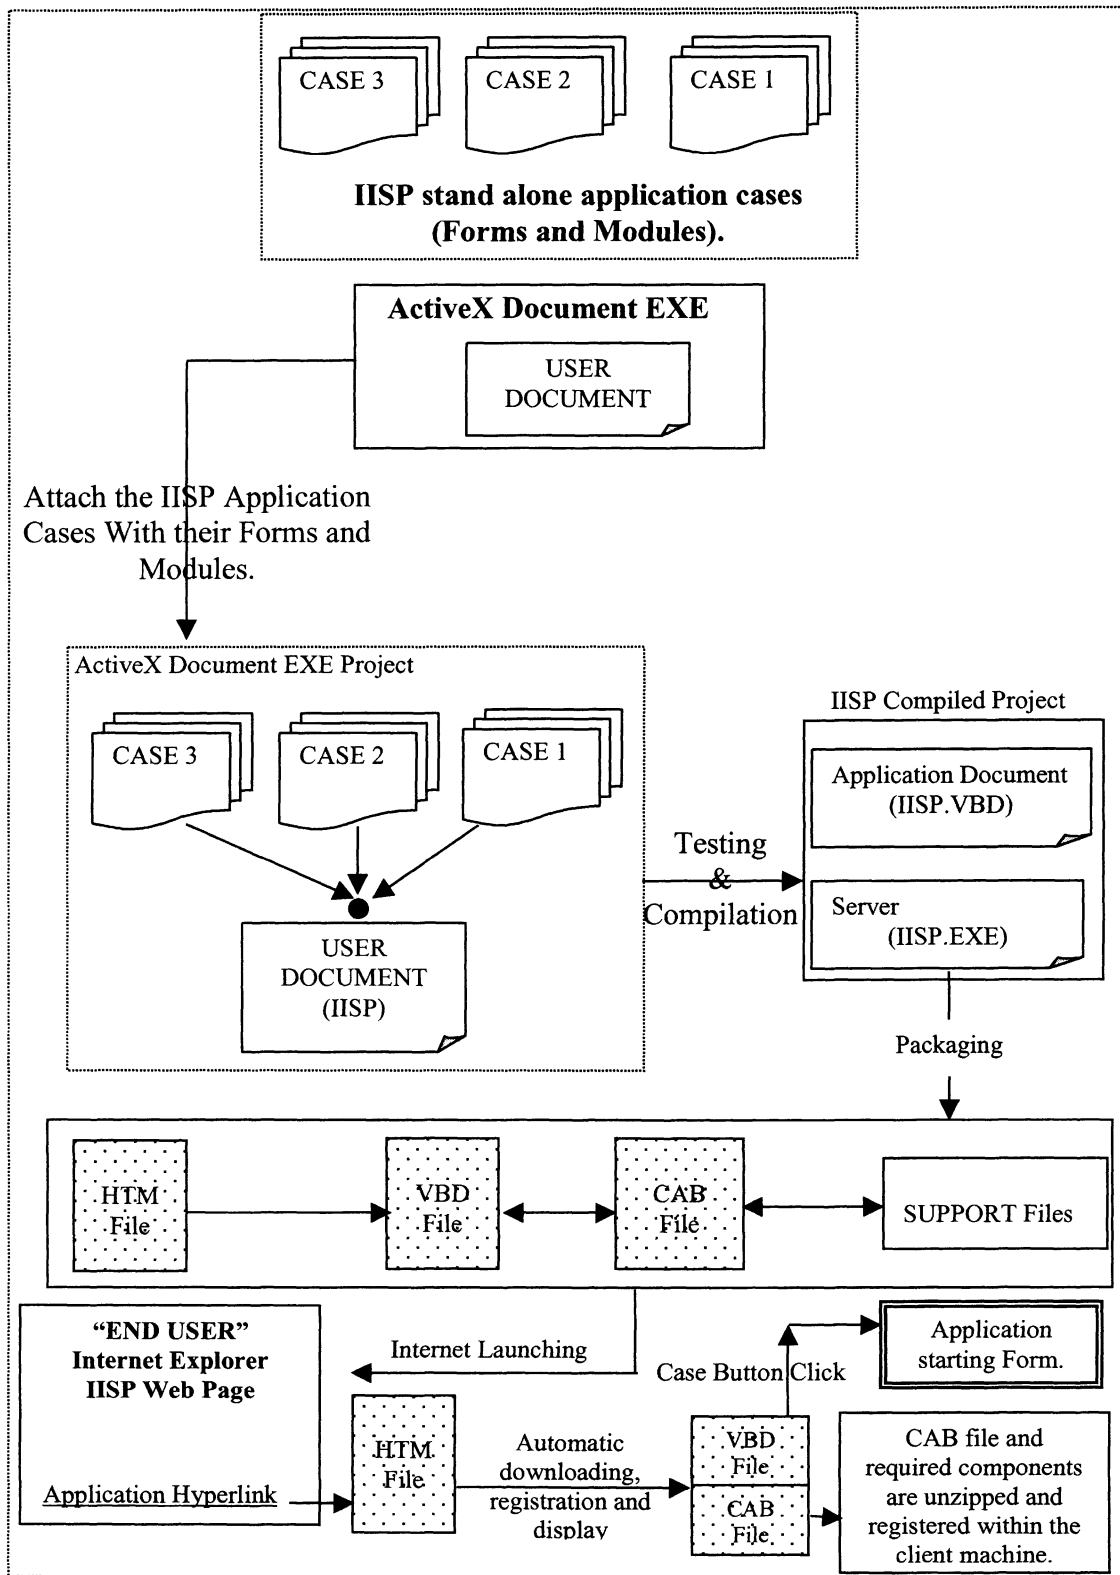 CASE 3
CASE 2
CASE 1
IISP stand alone application cases
(Forms and Modules).
ActiveX Document EXE
USER
DOCUMENT
Attach the IISP Application
Cases With their Forms and
Modules.
ActiveX Document EXE Project
CASE 3
CASE 2
CASE 1
USER
DOCUMENT
(IISP)
Testing
&
Compilation
IISP Compiled Project
Application Document
(IISP.VBD)
Server
(IISP.EXE)
Packaging
HTM
File
VBD
File
CAB
File
SUPPORT Files
“END USER”
Internet Explorer
IISP Web Page
Application Hyperlink
Internet Launching
HTM
File
Automatic
downloading,
registration and
display
Case Button Click
VBD
File
CAB
File
Application
starting Form.
CAB file and
required components
are unzipped and
registered within the
client machine.